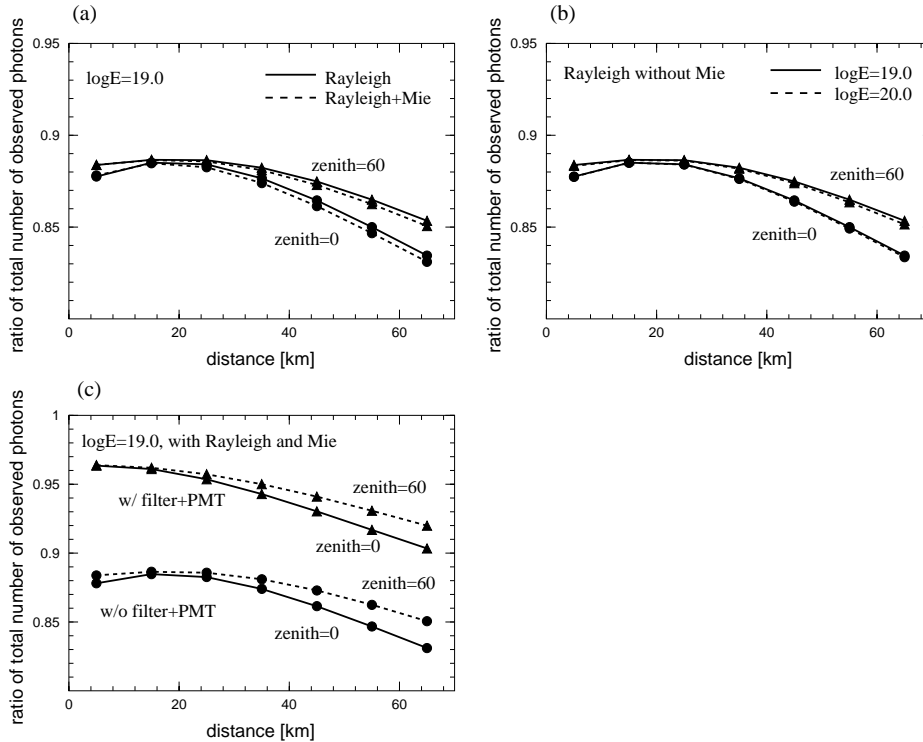 (a)
ratio of total number of observed photons
0.95
0.9
0.85
logE=19.0
Rayleigh
Rayleigh+Mie
zenith=60
zenith=0
0
20
40
60
distance [km]
(b)
ratio of total number of observed photons
0.95
0.9
0.85
Rayleigh without Mie
logE=19.0
logE=20.0
zenith=60
zenith=0
0
20
40
60
distance [km]
(c)
ratio of total number of observed photons
1
0.95
0.9
0.85
logE=19.0, with Rayleigh and Mie
zenith=60
w/ filter+PMT
zenith=0
zenith=60
w/o filter+PMT
zenith=0
0
20
40
60
distance [km]